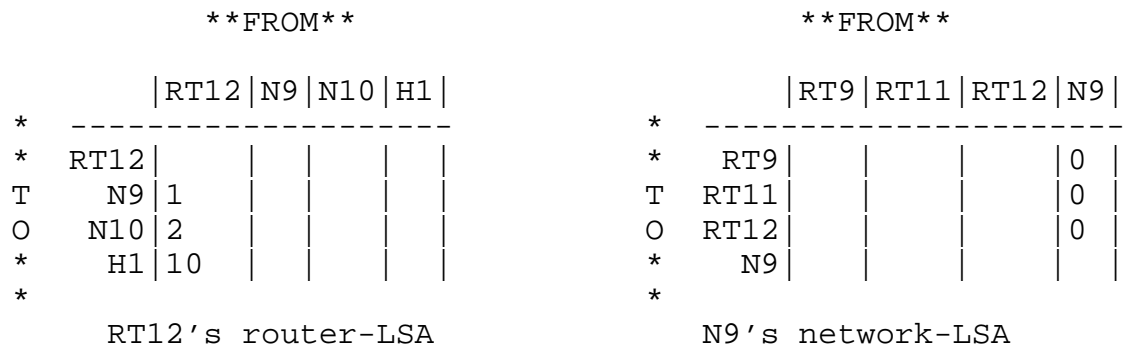 **FROM**                       **FROM**

            |RT12|N9|N10|H1|                 |RT9|RT11|RT12|N9|
     *  --------------------          *  ----------------------
     *  RT12|    |  |   |  |          *   RT9|   |    |    |0 |
     T    N9|1   |  |   |  |          T  RT11|   |    |    |0 |
     O   N10|2   |  |   |  |          O  RT12|   |    |    |0 |
     *    H1|10  |  |   |  |          *    N9|   |    |    |  |
     *                                *
          RT12's router-LSA              N9's network-LSA